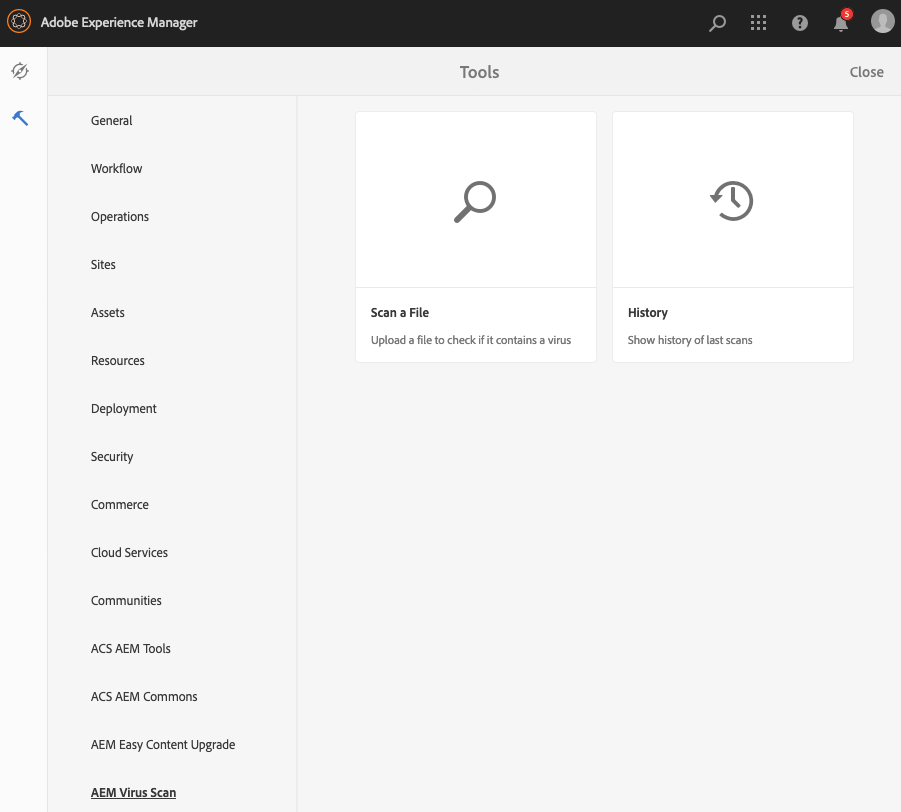 Adobe Experience Manager
5
Tools
Close
General
Workflow
Operations
Sites
Assets
Resources
Deployment
Security
Commerce
Cloud Services
Communities
ACS AEM Tools
ACS AEM Commons
AEM Easy Content Upgrade
AEM Virus Scan
Scan a File
Upload a file to check if it contains a virus
History
Show history of last scans